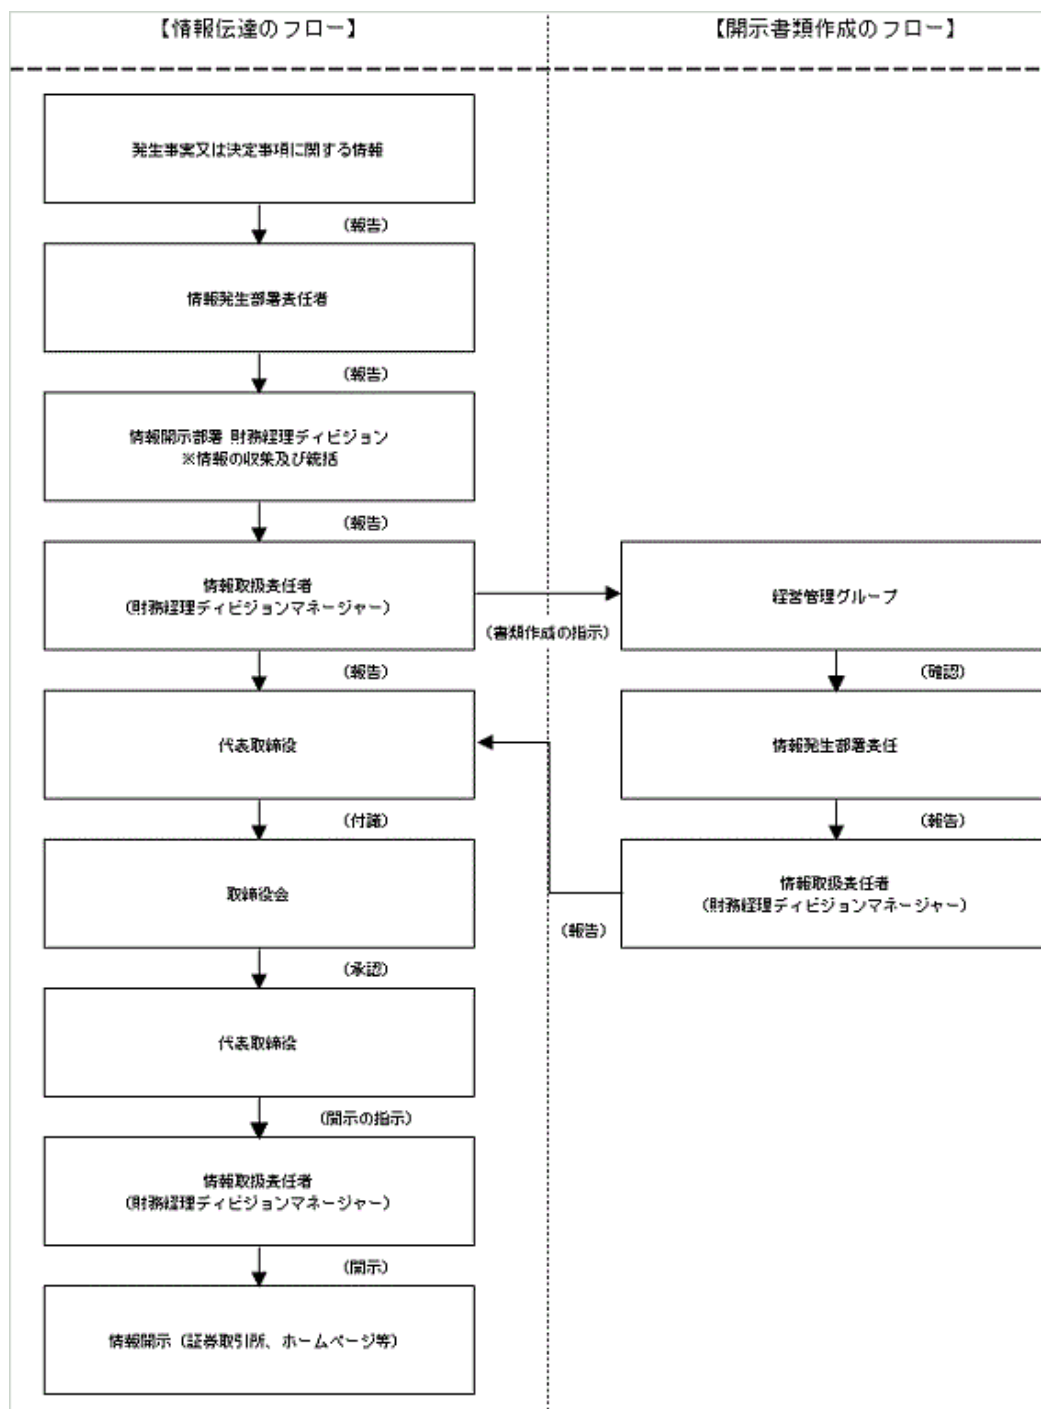 【情報伝達のフロー】
発生事実又は決定事項に関する情報
（報告）
情報発生部署責任者
（報告）
情報開示部署 財務経理ディビジョン
※情報の収集及び統括
（報告）
情報取扱責任者
（財務経理ディビジョンマネージャー）
（書類作成の指示）
（報告）
代表取締役
（付議）
取締役会
（承認）
代表取締役
（開示の指示）
情報取扱責任者
（財務経理ディビジョンマネージャー）
（開示）
情報開示（証券取引所、ホームページ等）
【開示書類作成のフロー】
経営管理グループ
（確認）
情報発生部署責任
（報告）
情報取扱責任者
（財務経理ディビジョンマネージャー）
（報告）